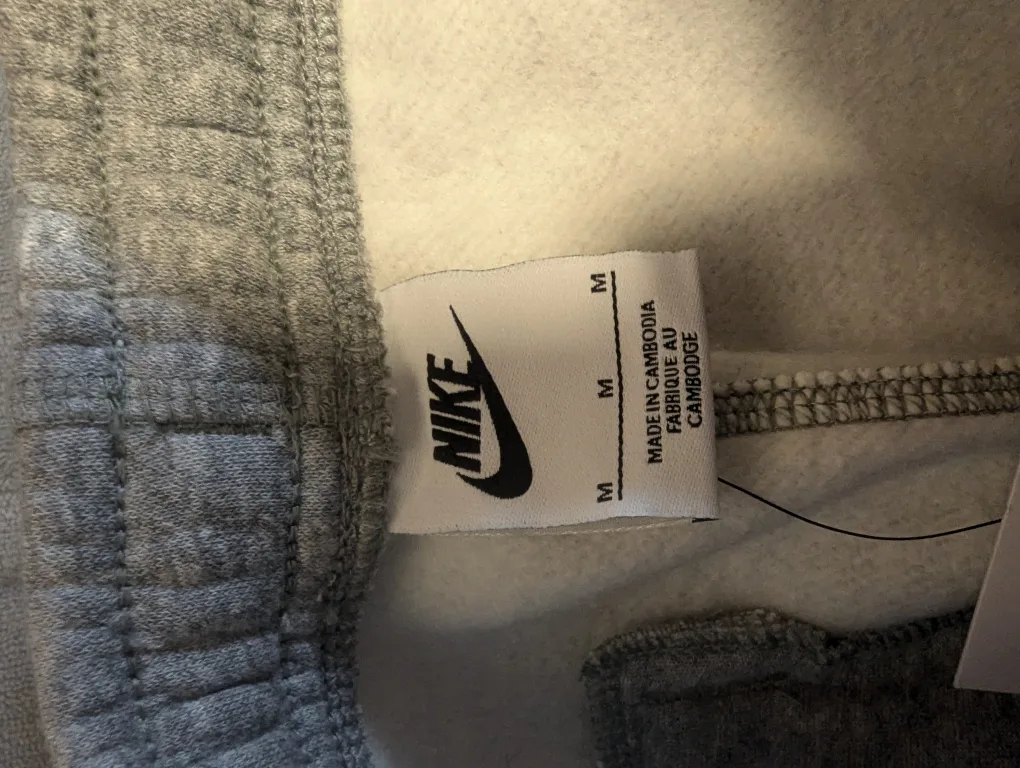 NIKE
M M M
MADE IN CAMBODIA
FABRIQUE AU
CAMBODGE